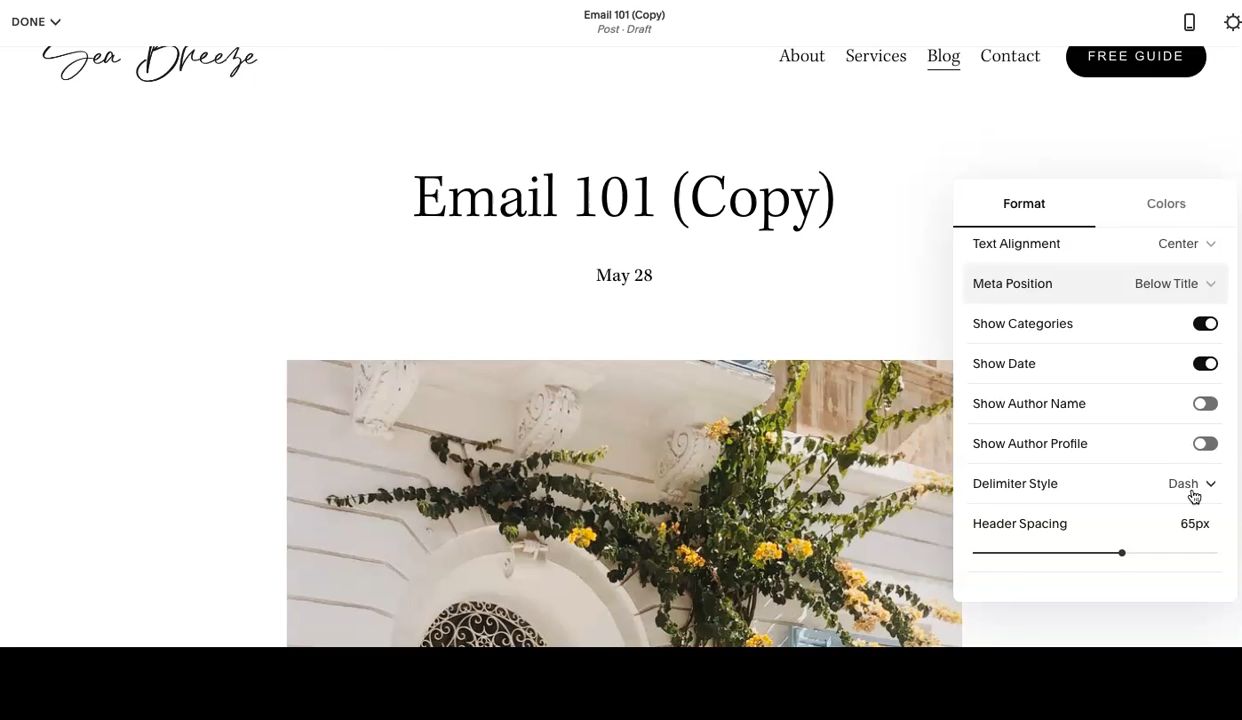 DONE
Email 101 (Copy)
Post · Draft
Sea Breeze
About Services Blog Contact FREE GUIDE
Email 101 (Copy)
May 28
Format Colors
Text Alignment Center
Meta Position Below Title
Show Categories
Show Date
Show Author Name
Show Author Profile
Delimiter Style Dash
Header Spacing 65px